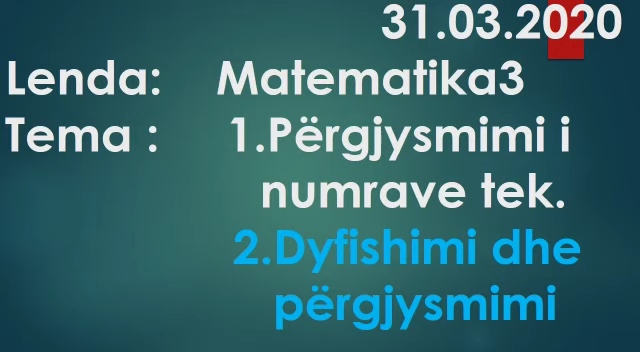 31.03.2020
Lenda: Matematika3
Tema : 1.Përgjysmimi i
numrave tek.
2.Dyfishimi dhe
përgjysmimi